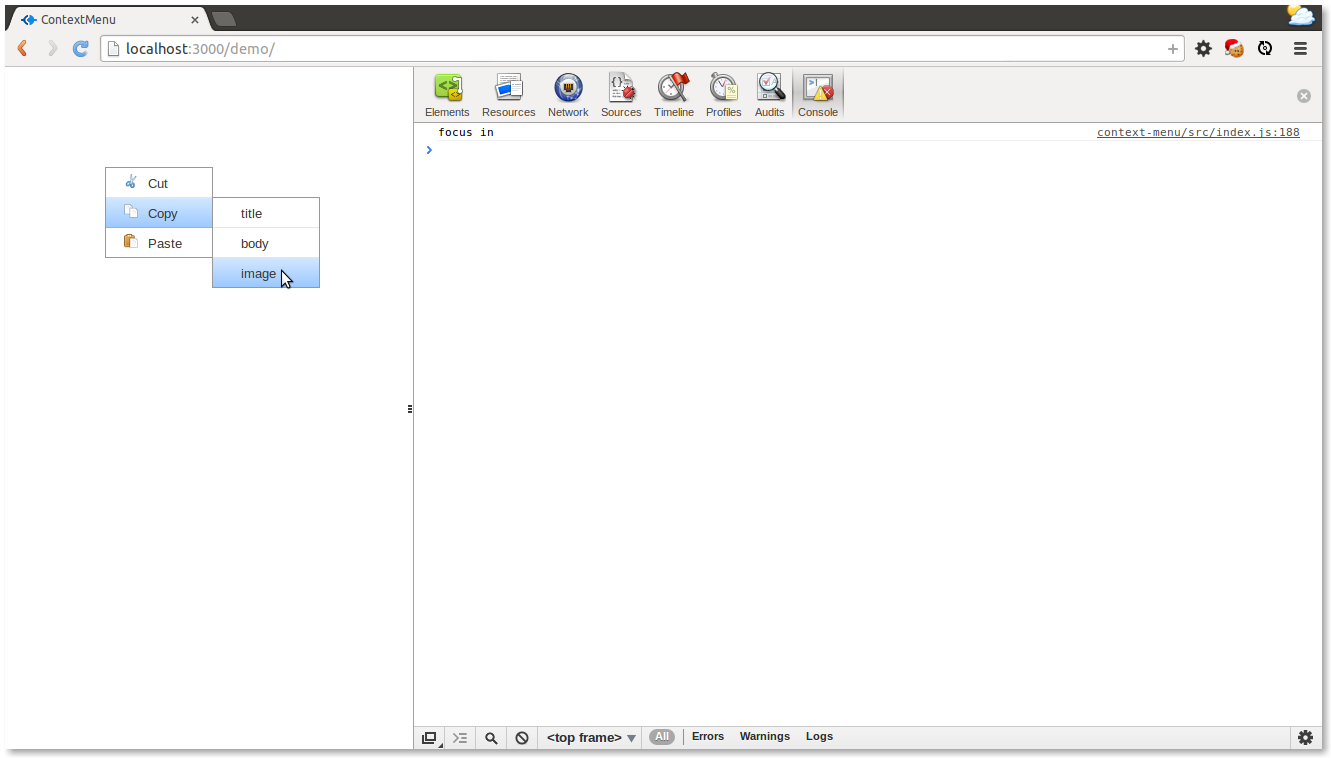 ContextMenu
localhost:3000/demo/
Elements Resources Network Sources Timeline Profiles Audits Console
focus in context-menu/src/index.js:188
Cut
Copy
Paste
title
body
image
<top frame> All Errors Warnings Logs